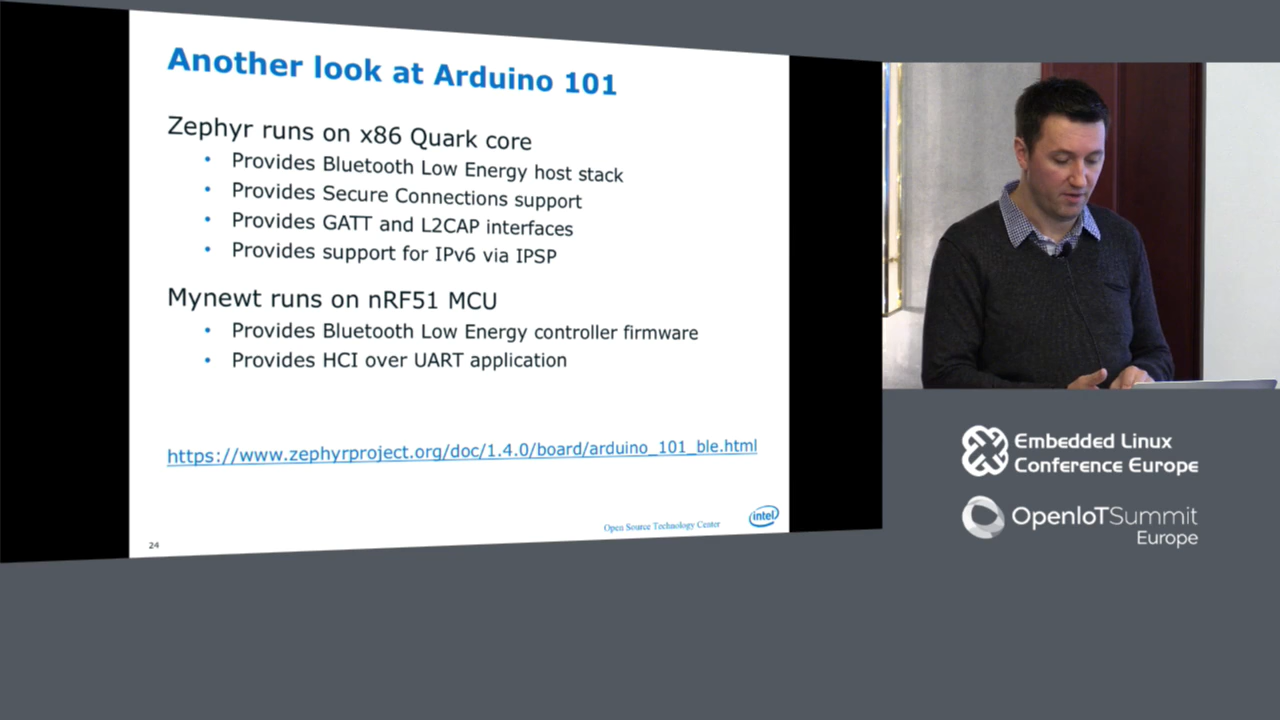 Another look at Arduino 101
Zephyr runs on x86 Quark core
• Provides Bluetooth Low Energy host stack
• Provides Secure Connections support
• Provides GATT and L2CAP interfaces
• Provides support for IPv6 via IPSP
Mynewt runs on nRF51 MCU
• Provides Bluetooth Low Energy controller firmware
• Provides HCI over UART application
https://www.zephyrproject.org/doc/1.4.0/board/arduino_101_ble.html
Open Source Technology Center
intel
24
Embedded Linux
Conference Europe
OpenIoTSummit
Europe